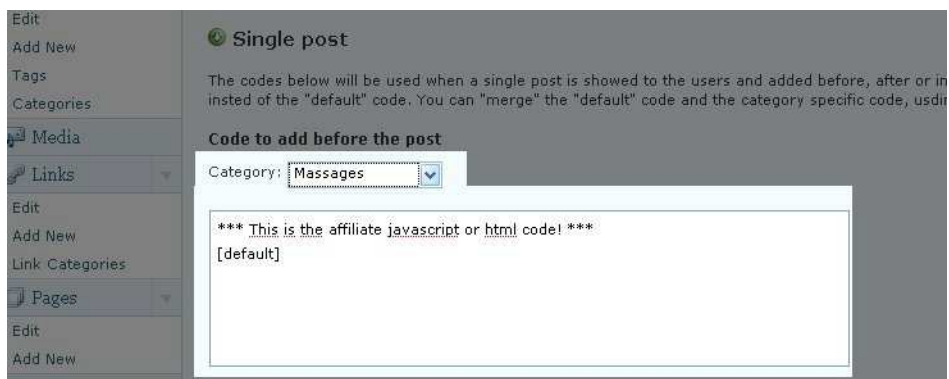 Edit
Add New
Tags
Categories
Media
Links
Edit
Add New
Link Categories
Pages
Edit
Add New
Single post
The codes below will be used when a single post is showed to the users and added before, after or in
insted of the "default" code. You can "merge" the "default" code and the category specific code, usdin
Code to add before the post
Category: Massages
*** This is the affiliate javascript or html code! ***
[default]